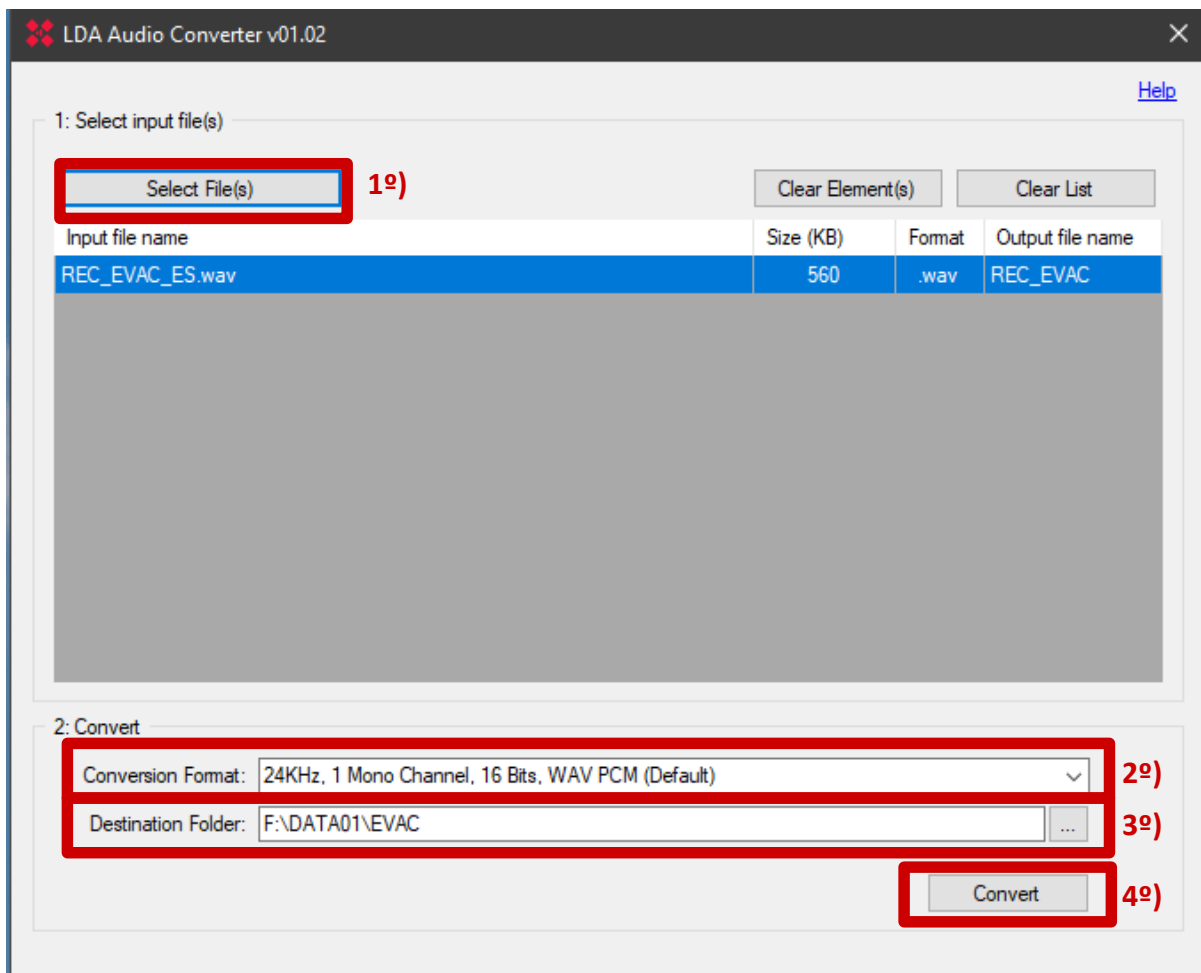 LDA Audio Converter v01.02
Help
1: Select input file(s)
Select File(s) 1º) Clear Element(s) Clear List
Input file name Size (KB) Format Output file name
REC_EVAC_ES.wav 560 .wav REC_EVAC
2: Convert
Conversion Format: 24KHz, 1 Mono Channel, 16 Bits, WAV PCM (Default) 2º)
Destination Folder: F:\DATA01\EVAC ... 3º)
Convert 4º)